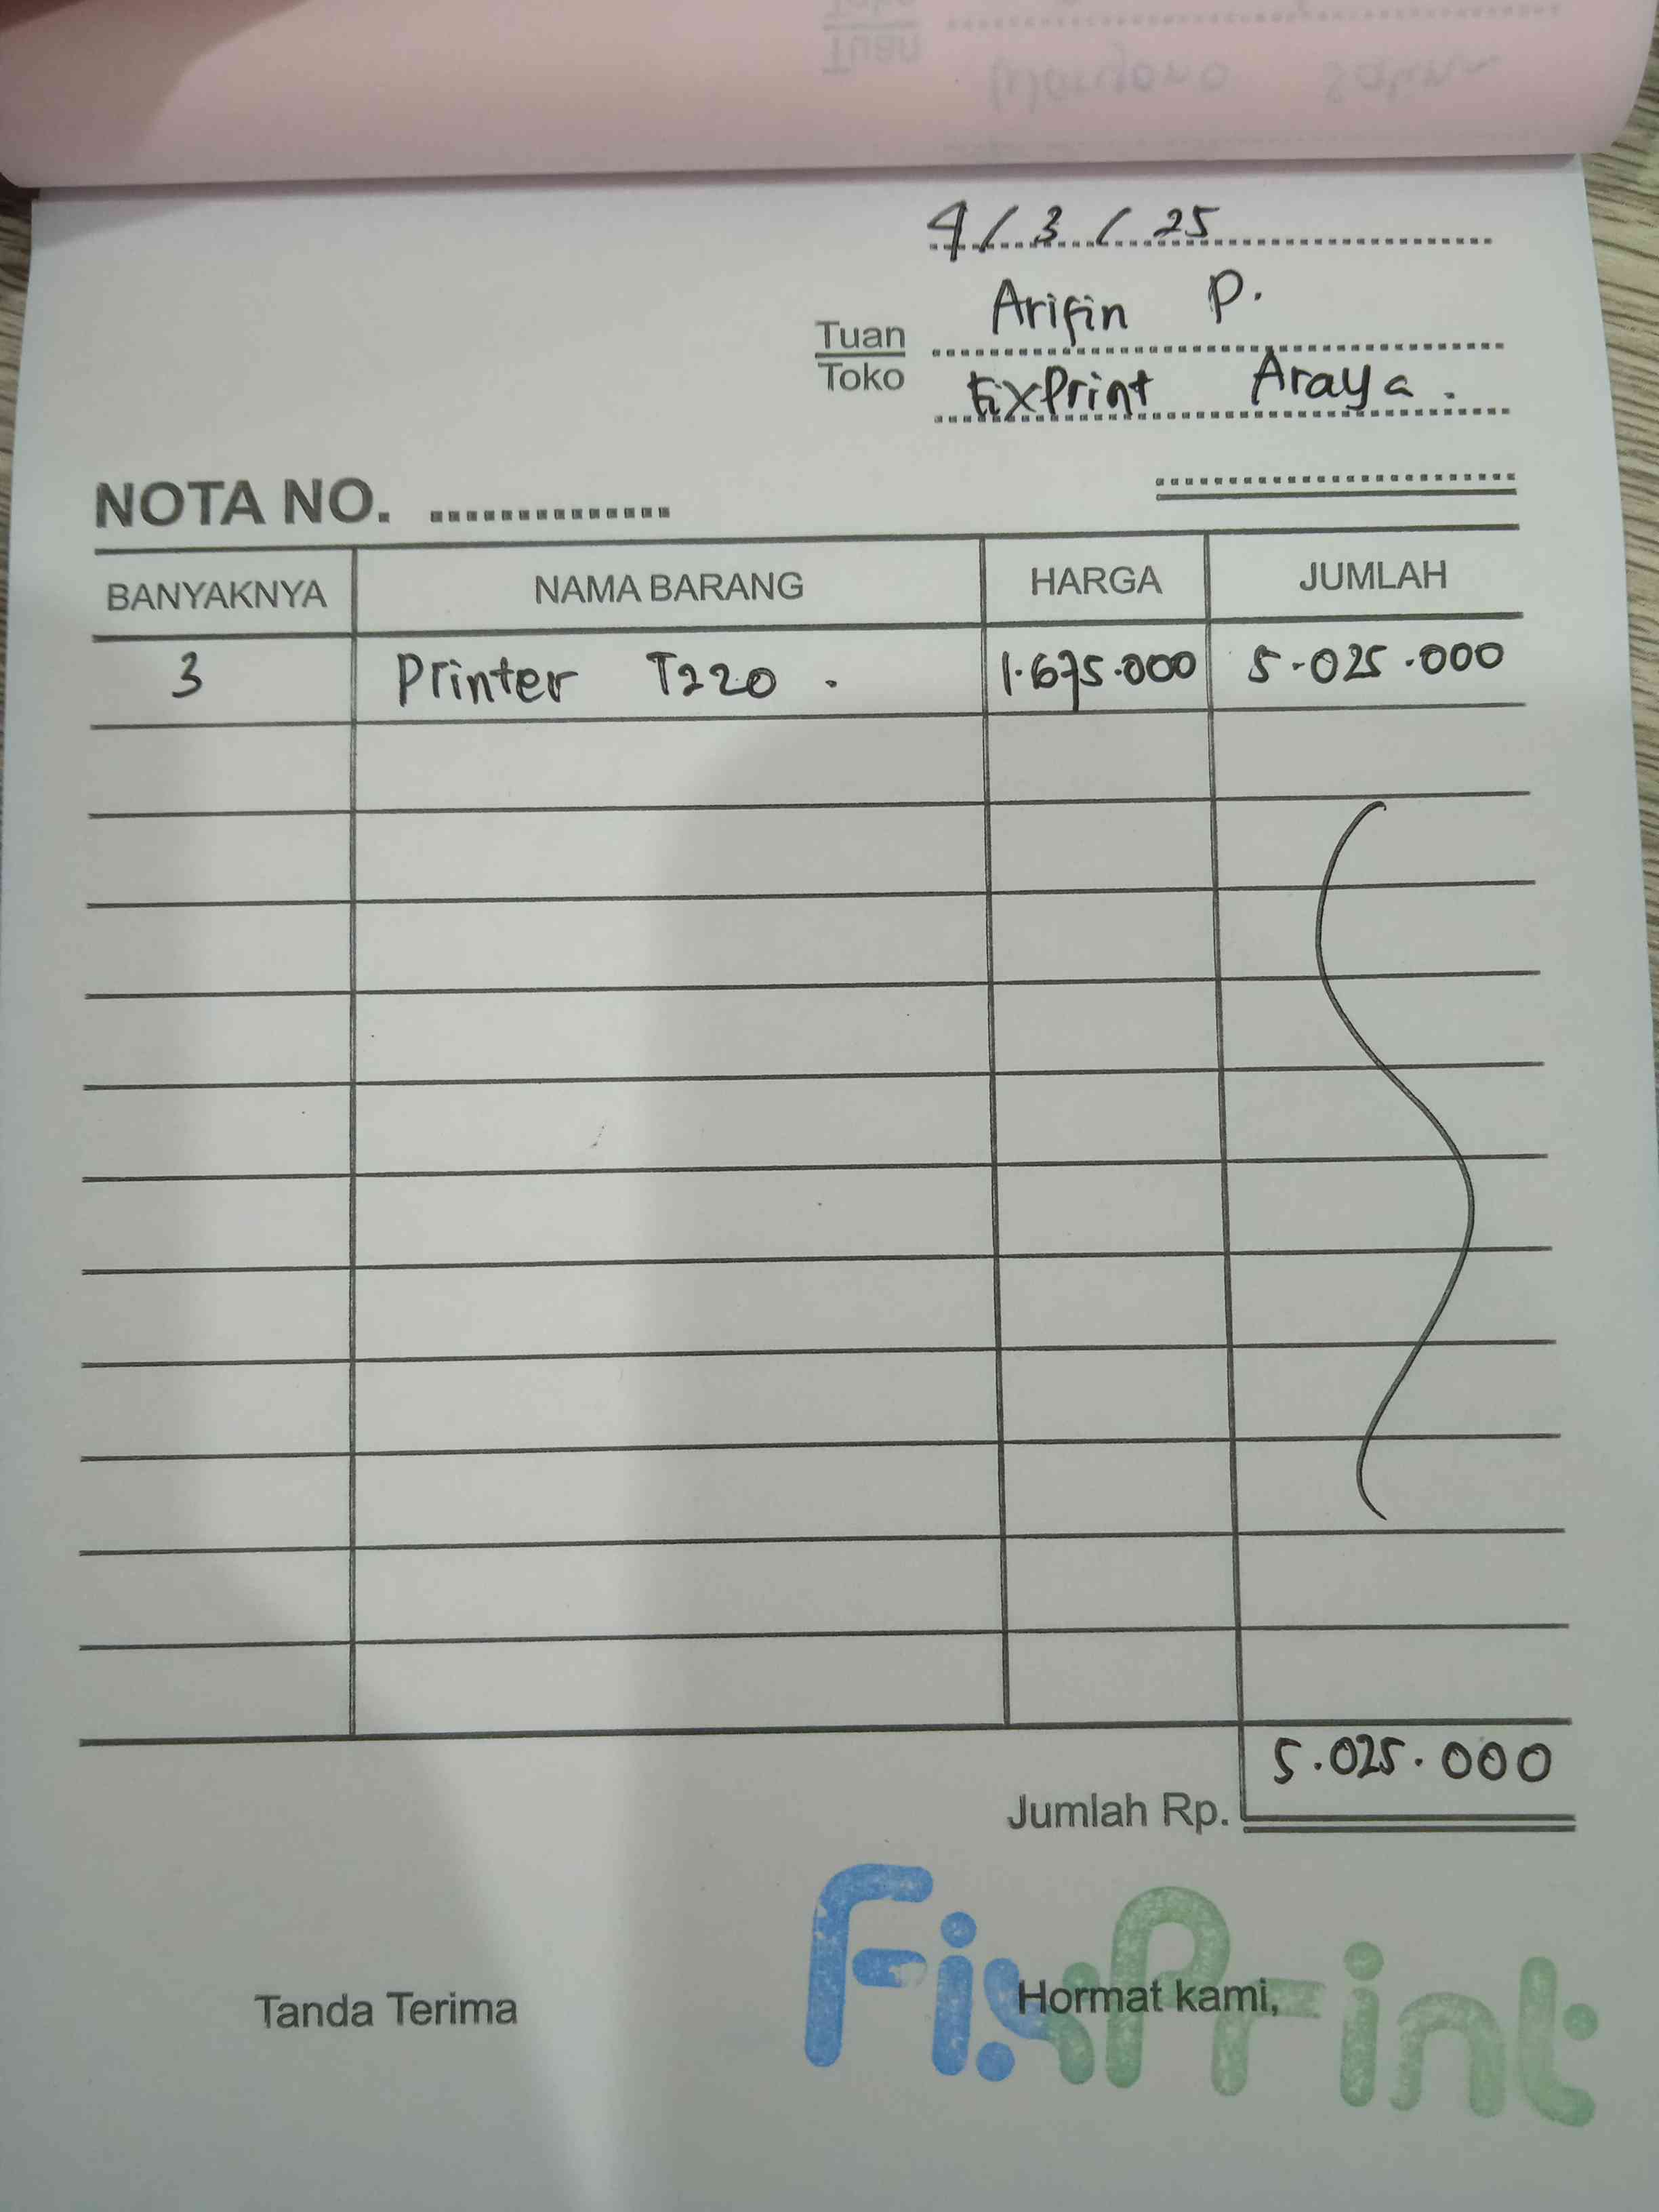 4/3/25
Tuan Arifin P.
Toko FixPrint Araya.
NOTA NO. ...............
BANYAKNYA NAMA BARANG HARGA JUMLAH
3 Printer T220. 1.675.000 5.025.000
Jumlah Rp. 5.025.000
Tanda Terima Hormat kami,
FixPrint